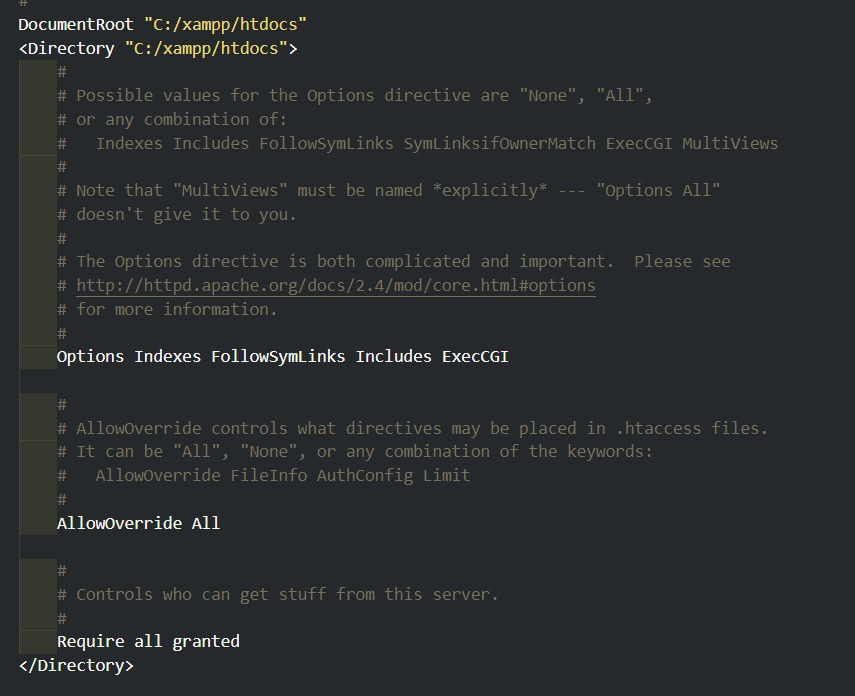 #
DocumentRoot "C:/xampp/htdocs"
<Directory "C:/xampp/htdocs">
    #
    # Possible values for the Options directive are "None", "All",
    # or any combination of:
    #   Indexes Includes FollowSymLinks SymLinksifOwnerMatch ExecCGI MultiViews
    #
    # Note that "MultiViews" must be named *explicitly* --- "Options All"
    # doesn't give it to you.
    #
    # The Options directive is both complicated and important.  Please see
    # http://httpd.apache.org/docs/2.4/mod/core.html#options
    # for more information.
    #
    Options Indexes FollowSymLinks Includes ExecCGI

    #
    # AllowOverride controls what directives may be placed in .htaccess files.
    # It can be "All", "None", or any combination of the keywords:
    #   AllowOverride FileInfo AuthConfig Limit
    #
    AllowOverride All

    #
    # Controls who can get stuff from this server.
    #
    Require all granted
</Directory>